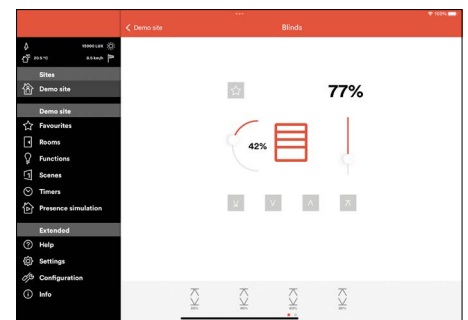 100%
Demo site
Blinds
15000 LUX
20.5 °C
8.5 km/h
Sites
Demo site
Demo site
Favourites
Rooms
Functions
Scenes
Timers
Presence simulation
Extended
Help
Settings
Configuration
Info
77%
42%